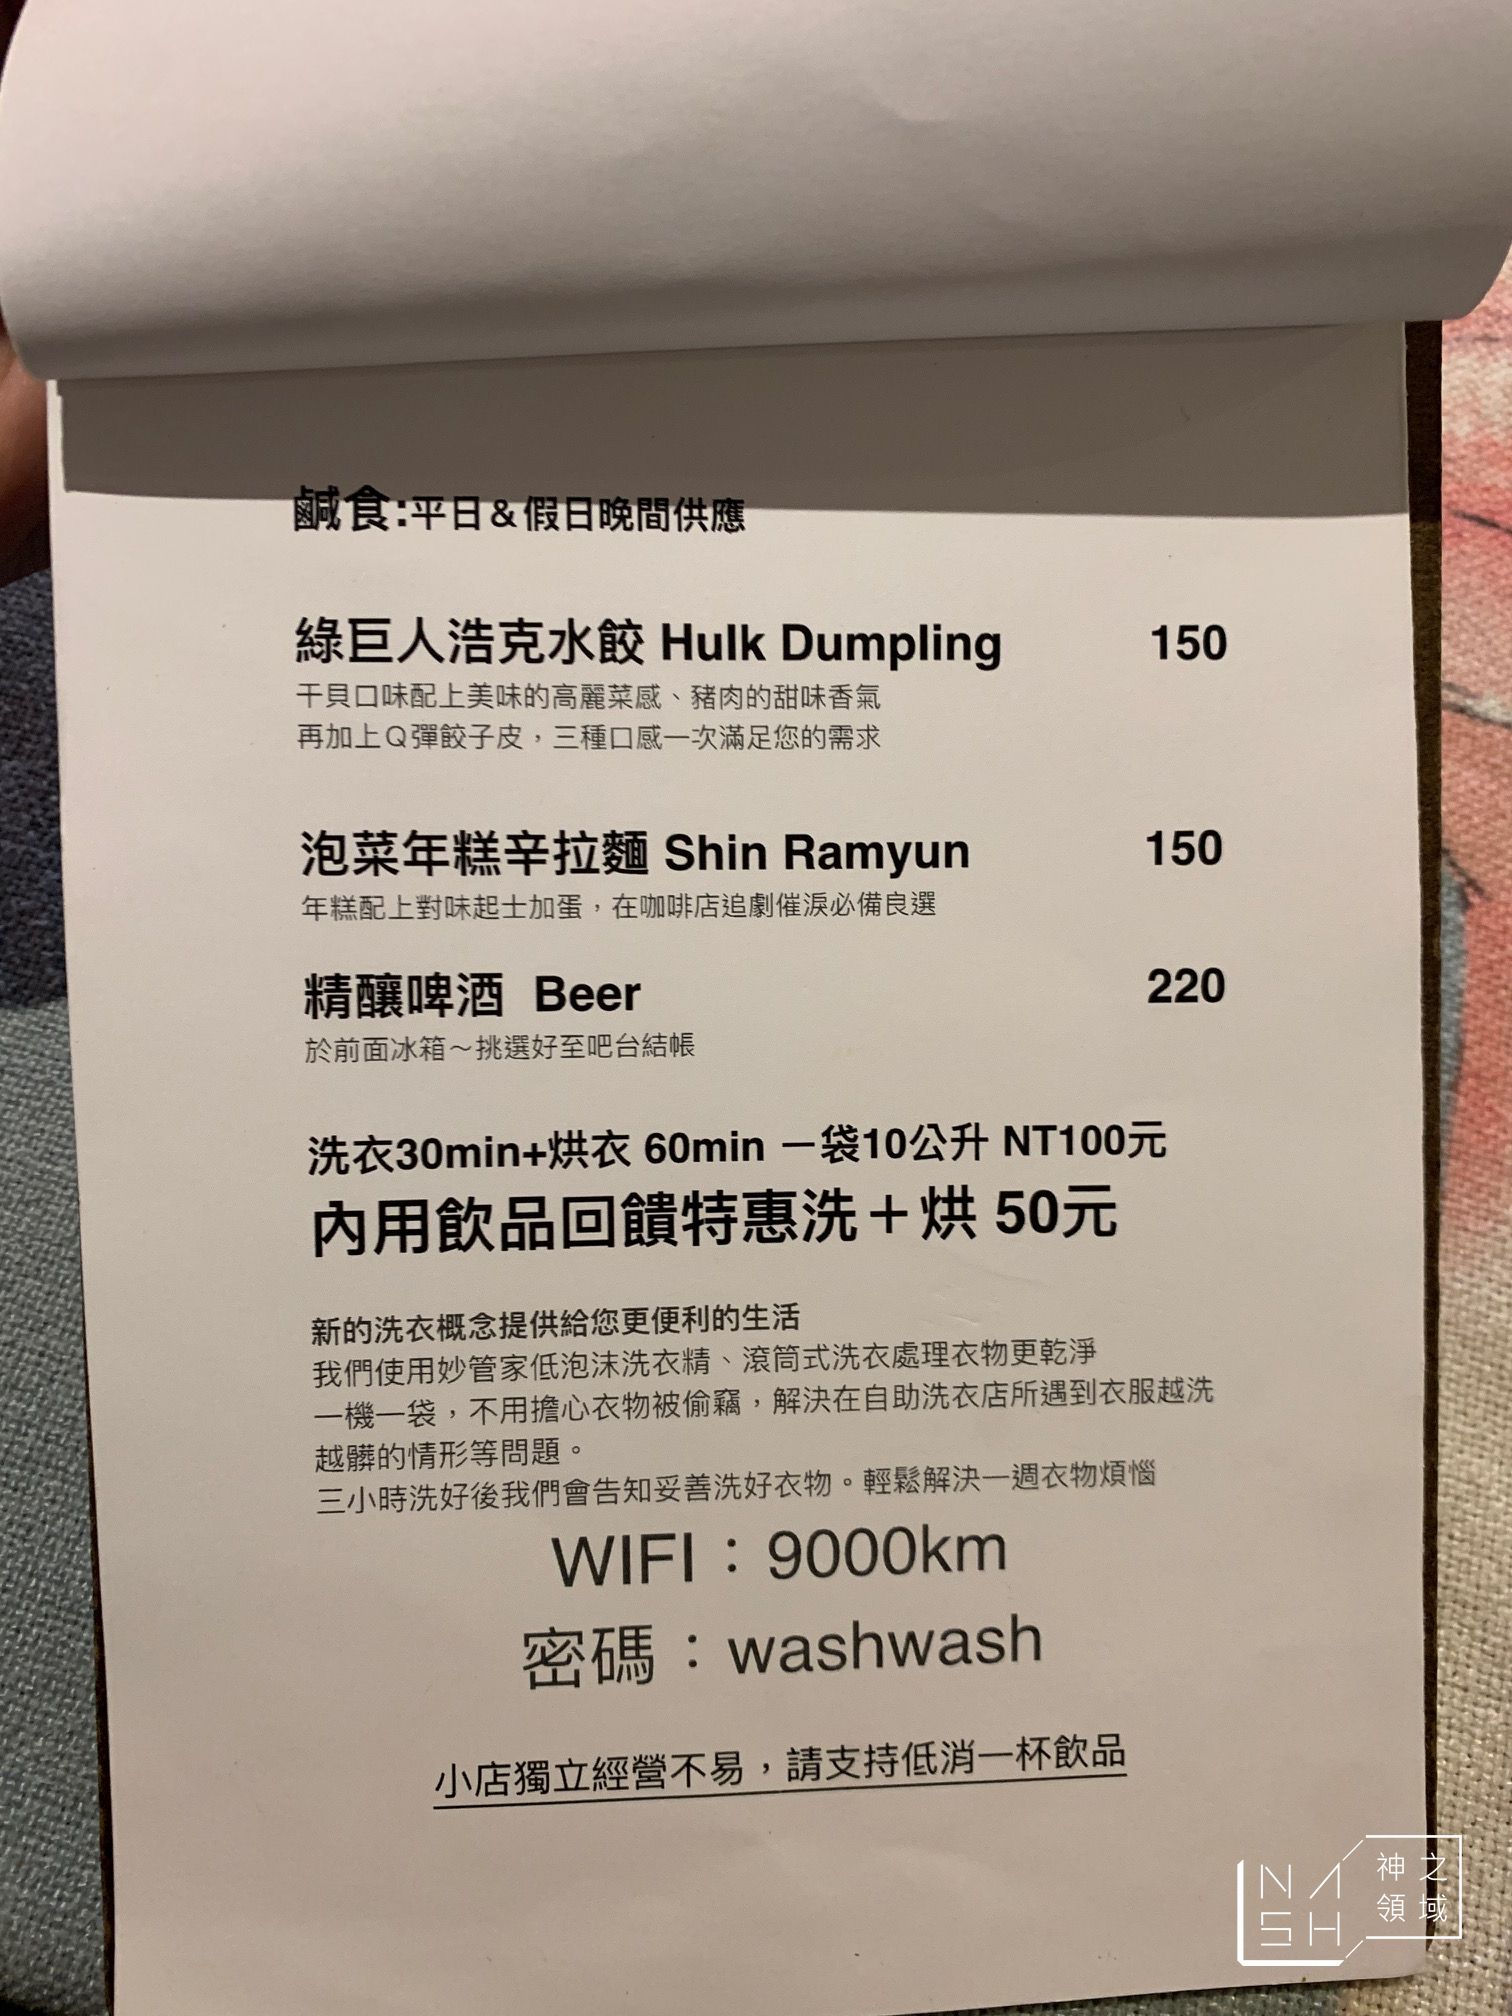 鹹食:平日＆假日晚間供應
綠巨人浩克水餃 Hulk Dumpling 150
干貝口味配上美味的高麗菜感、豬肉的甜味香氣
再加上Ｑ彈餃子皮，三種口感一次滿足您的需求
泡菜年糕辛拉麵 Shin Ramyun 150
年糕配上對味起士加蛋，在咖啡店追劇催淚必備良選
精釀啤酒 Beer 220
於前面冰箱～挑選好至吧台結帳
洗衣30min+烘衣 60min 一袋10公升 NT100元
內用飲品回饋特惠洗＋烘 50元
新的洗衣概念提供給您更便利的生活
我們使用妙管家低泡沫洗衣精、滾筒式洗衣處理衣物更乾淨
一機一袋，不用擔心衣物被偷竊，解決在自助洗衣店所遇到衣服越洗
越髒的情形等問題。
三小時洗好後我們會告知妥善洗好衣物。輕鬆解決一週衣物煩惱
WIFI：9000km
密碼：washwash
小店獨立經營不易，請支持低消一杯飲品
NASH 神之領域